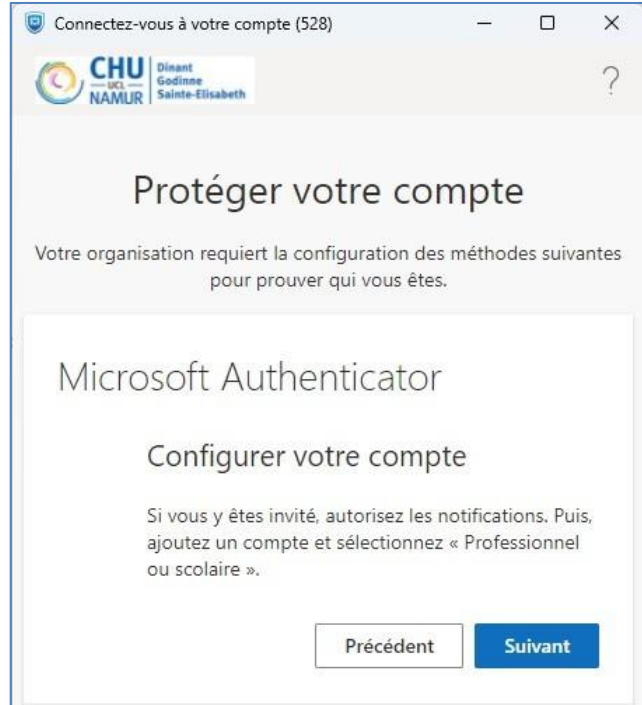 Connectez-vous à votre compte (528)
CHU
UCL
NAMUR
Dinant
Godinne
Sainte-Elisabeth
?
Protéger votre compte
Votre organisation requiert la configuration des méthodes suivantes
pour prouver qui vous êtes.
Microsoft Authenticator
Configurer votre compte
Si vous y êtes invité, autorisez les notifications. Puis,
ajoutez un compte et sélectionnez « Professionnel
ou scolaire ».
Précédent
Suivant